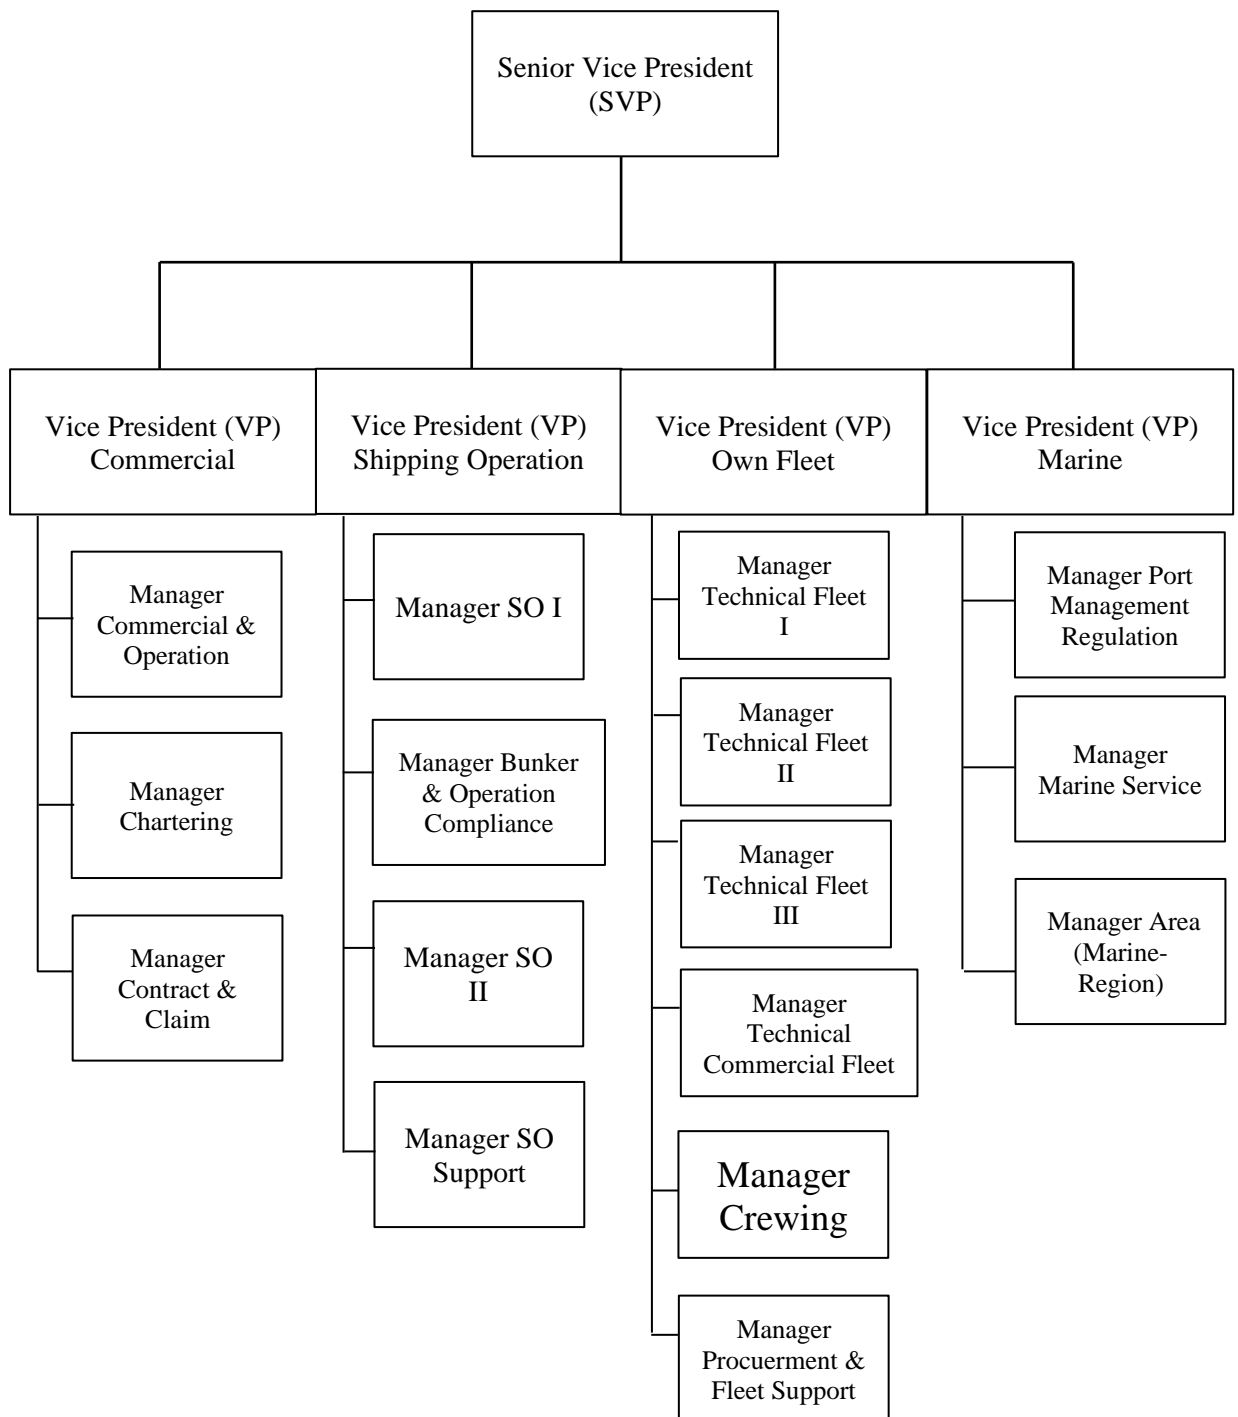 Senior Vice President
(SVP)
Vice President (VP)
Commercial
Vice President (VP)
Shipping Operation
Vice President (VP)
Own Fleet
Vice President (VP)
Marine
Manager
Commercial &
Operation
Manager
Chartering
Manager
Contract &
Claim
Manager SO I
Manager Bunker
& Operation
Compliance
Manager SO
II
Manager SO
Support
Manager
Technical Fleet
I
Manager
Technical Fleet
II
Manager
Technical Fleet
III
Manager
Technical
Commercial Fleet
Manager
Crewing
Manager
Procuerment &
Fleet Support
Manager Port
Management
Regulation
Manager
Marine Service
Manager Area
(Marine-
Region)